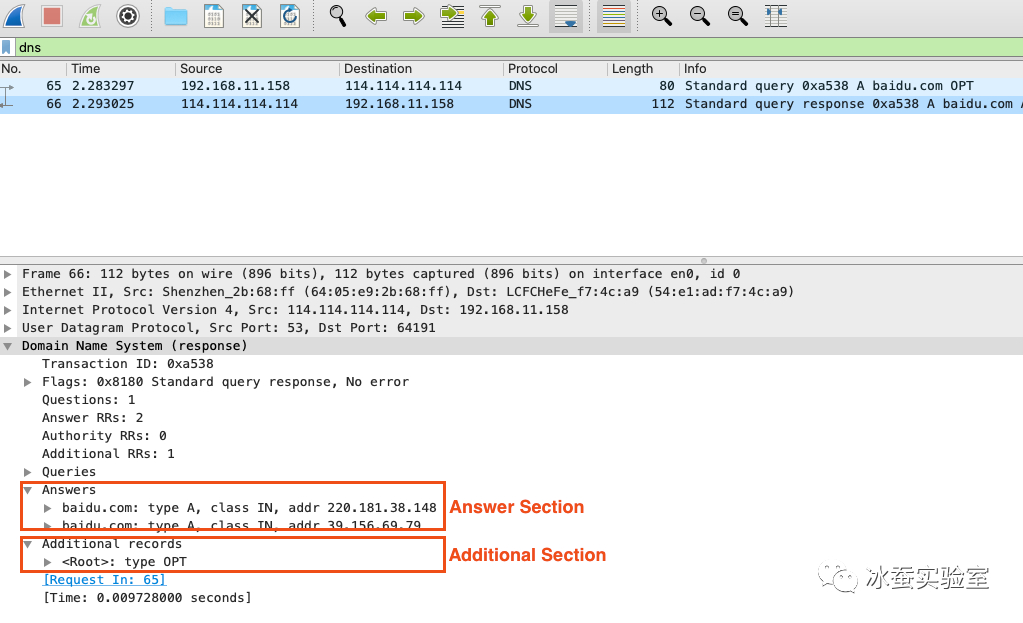 dns
No. Time Source Destination Protocol Length Info
65 2.283297 192.168.11.158 114.114.114.114 DNS 80 Standard query 0xa538 A baidu.com OPT
66 2.293025 114.114.114.114 192.168.11.158 DNS 112 Standard query response 0xa538 A baidu.com A
Frame 66: 112 bytes on wire (896 bits), 112 bytes captured (896 bits) on interface en0, id 0
Ethernet II, Src: Shenzhen_2b:68:ff (64:05:e9:2b:68:ff), Dst: LCFCHeFe_f7:4c:a9 (54:e1:ad:f7:4c:a9)
Internet Protocol Version 4, Src: 114.114.114.114, Dst: 192.168.11.158
User Datagram Protocol, Src Port: 53, Dst Port: 64191
Domain Name System (response)
Transaction ID: 0xa538
Flags: 0x8180 Standard query response, No error
Questions: 1
Answer RRs: 2
Authority RRs: 0
Additional RRs: 1
Queries
Answers
baidu.com: type A, class IN, addr 220.181.38.148 Answer Section
baidu.com: type A, class IN, addr 39.156.69.79
Additional records
Additional Section
<Root>: type OPT
[Request In: 65]
[Time: 0.009728000 seconds]
冰蚕实验室